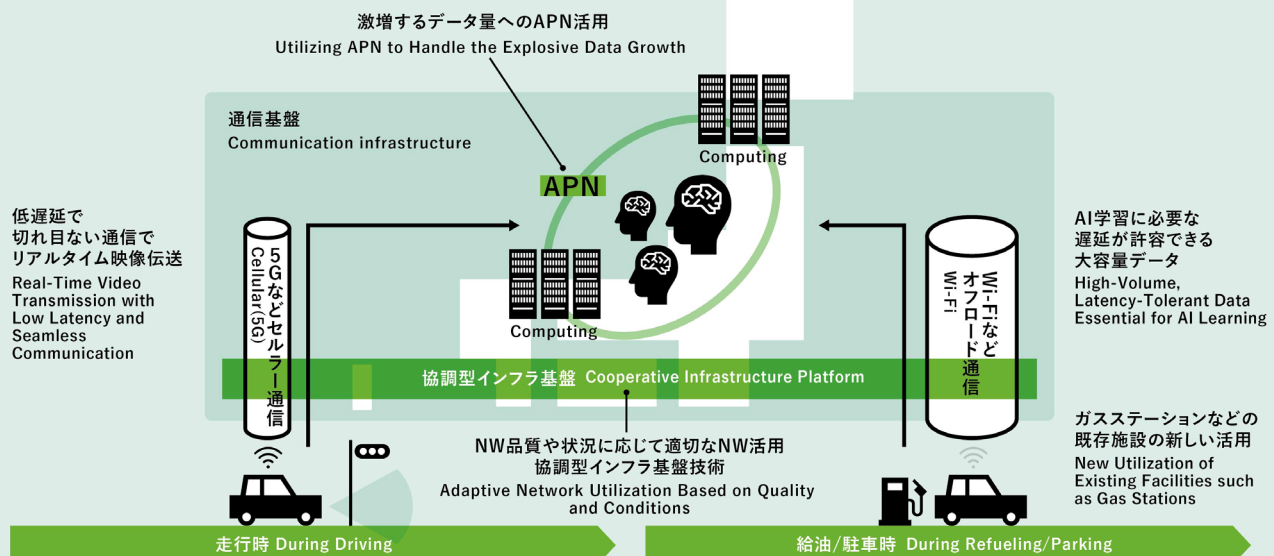 激増するデータ量へのAPN活用
Utilizing APN to Handle the Explosive Data Growth
通信基盤
Communication infrastructure
Computing
APN
Computing
低遅延で
切れ目ない通信で
リアルタイム映像伝送
Real-Time Video
Transmission with
Low Latency and
Seamless
Communication
5Gなどセルラー通信
Cellular(5G)
Wi-Fiなど
オフロード通信
Wi-Fi
AI学習に必要な
遅延が許容できる
大容量データ
High-Volume,
Latency-Tolerant Data
Essential for AI Learning
協調型インフラ基盤 Cooperative Infrastructure Platform
NW品質や状況に応じて適切なNW活用
協調型インフラ基盤技術
Adaptive Network Utilization Based on Quality
and Conditions
ガスステーションなどの
既存施設の新しい活用
New Utilization of
Existing Facilities such
as Gas Stations
走行時 During Driving
給油/駐車時 During Refueling/Parking